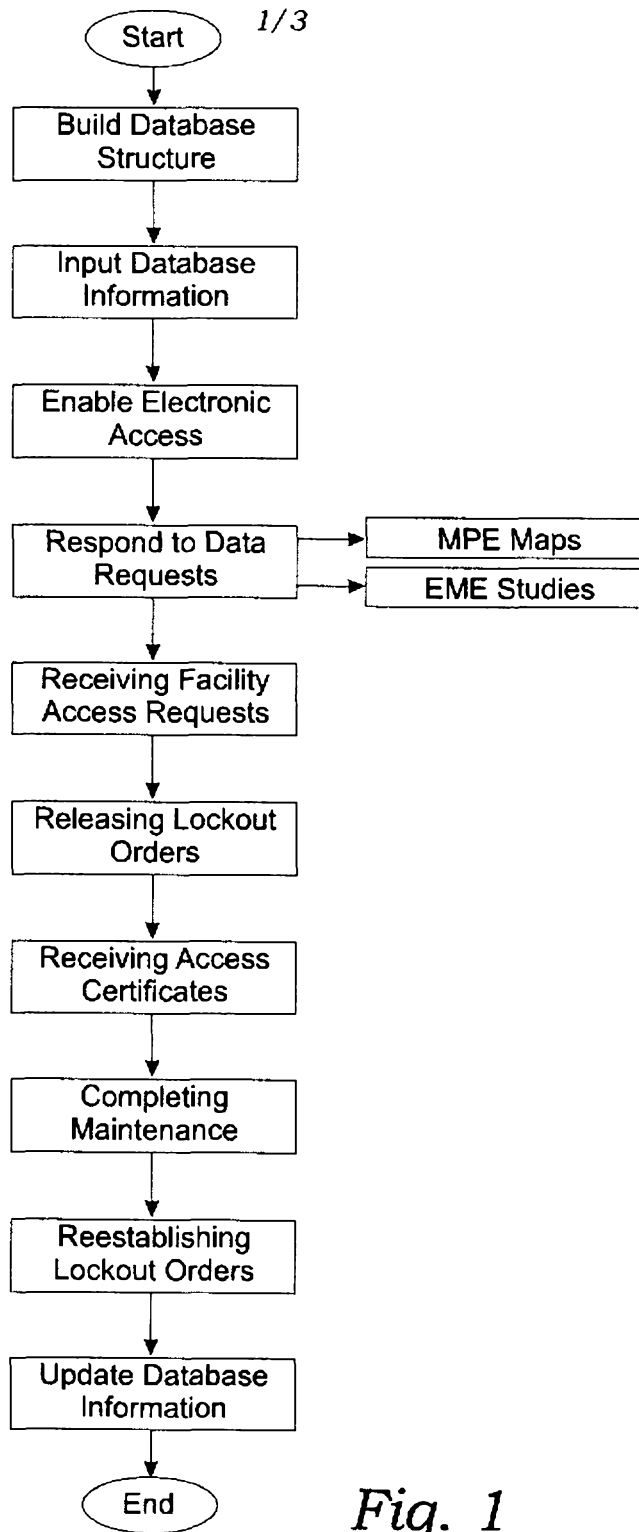 1/3
Start
Build Database
Structure
Input Database
Information
Enable Electronic
Access
Respond to Data
Requests
MPE Maps
EME Studies
Receiving Facility
Access Requests
Releasing Lockout
Orders
Receiving Access
Certificates
Completing
Maintenance
Reestablishing
Lockout Orders
Update Database
Information
End
Fig. 1